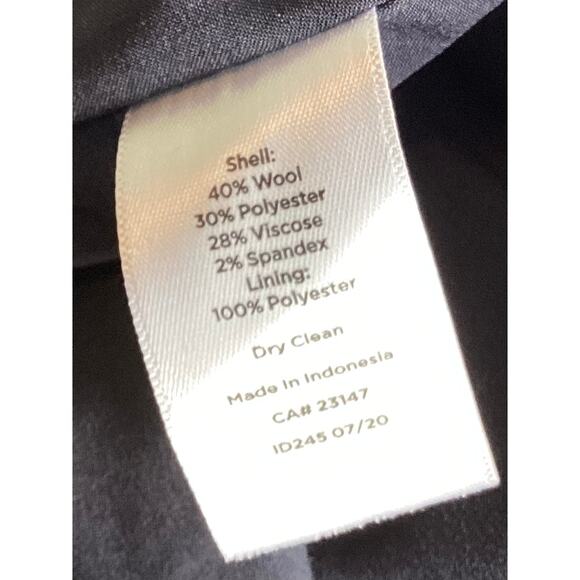 Shell:
40% Wool
30% Polyester
28% Viscose
2% Spandex
Lining:
100% Polyester
Dry Clean
Made in Indonesia
CA# 23147
ID245 07/20